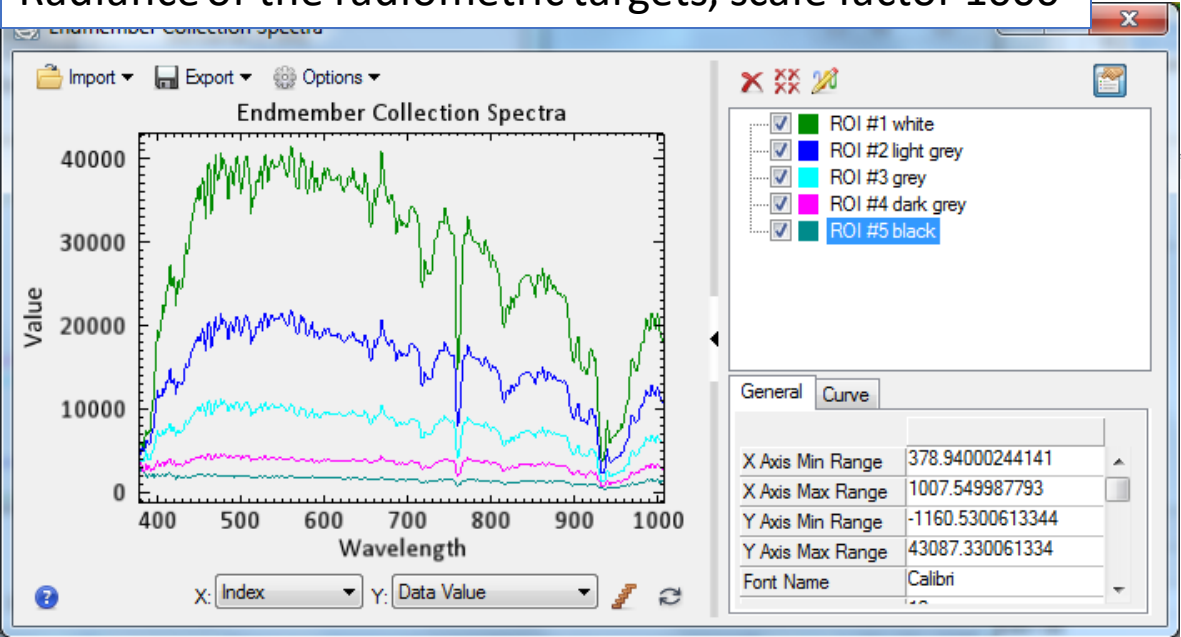 Radiance of the radiometric targets, scale factor 1000
Endmember Collection Spectra
Import Export Options
Endmember Collection Spectra
Value
40000
30000
20000
10000
0
400 500 600 700 800 900 1000
Wavelength
X: Index Y: Data Value
ROI #1 white
ROI #2 light grey
ROI #3 grey
ROI #4 dark grey
ROI #5 black
General Curve
X Axis Min Range 378.94000244141
X Axis Max Range 1007.549987793
Y Axis Min Range -1160.5300613344
Y Axis Max Range 43087.330061334
Font Name Calibri